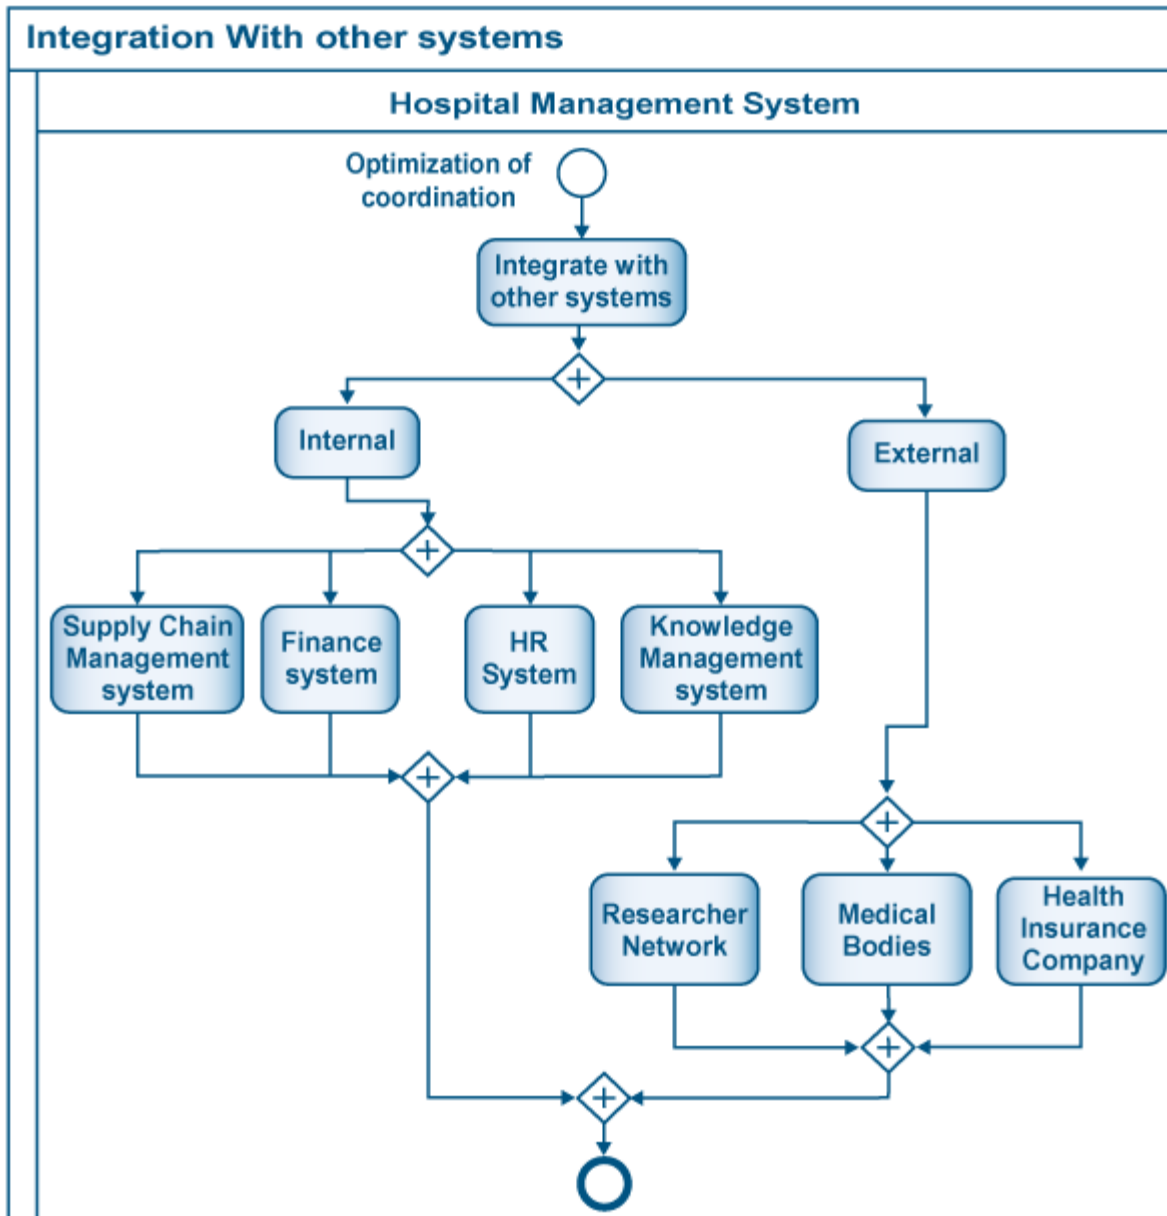 Integration With other systems
Hospital Management System
Optimization of
coordination
Integrate with
other systems
Internal
External
Supply Chain
Management
system
Finance
system
HR
System
Knowledge
Management
system
Researcher
Network
Medical
Bodies
Health
Insurance
Company